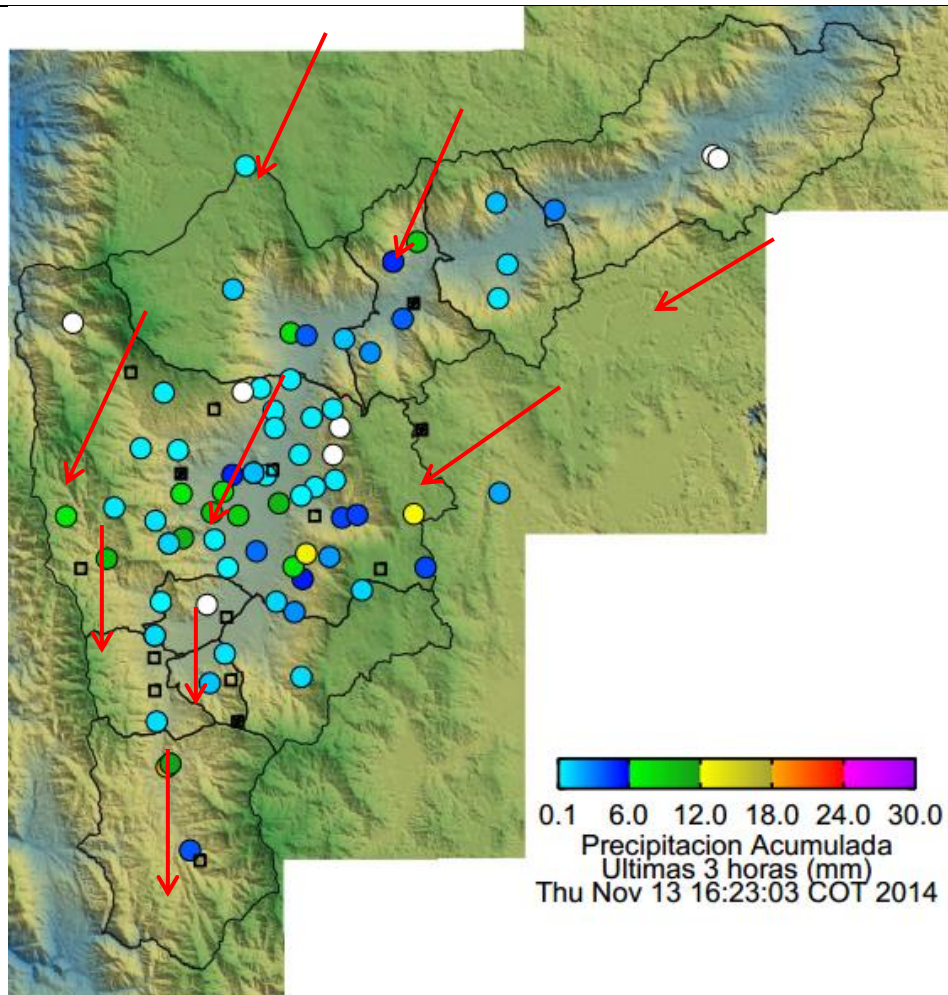 0.1 6.0 12.0 18.0 24.0 30.0
Precipitacion Acumulada
Ultimas 3 horas (mm)
Thu Nov 13 16:23:03 COT 2014